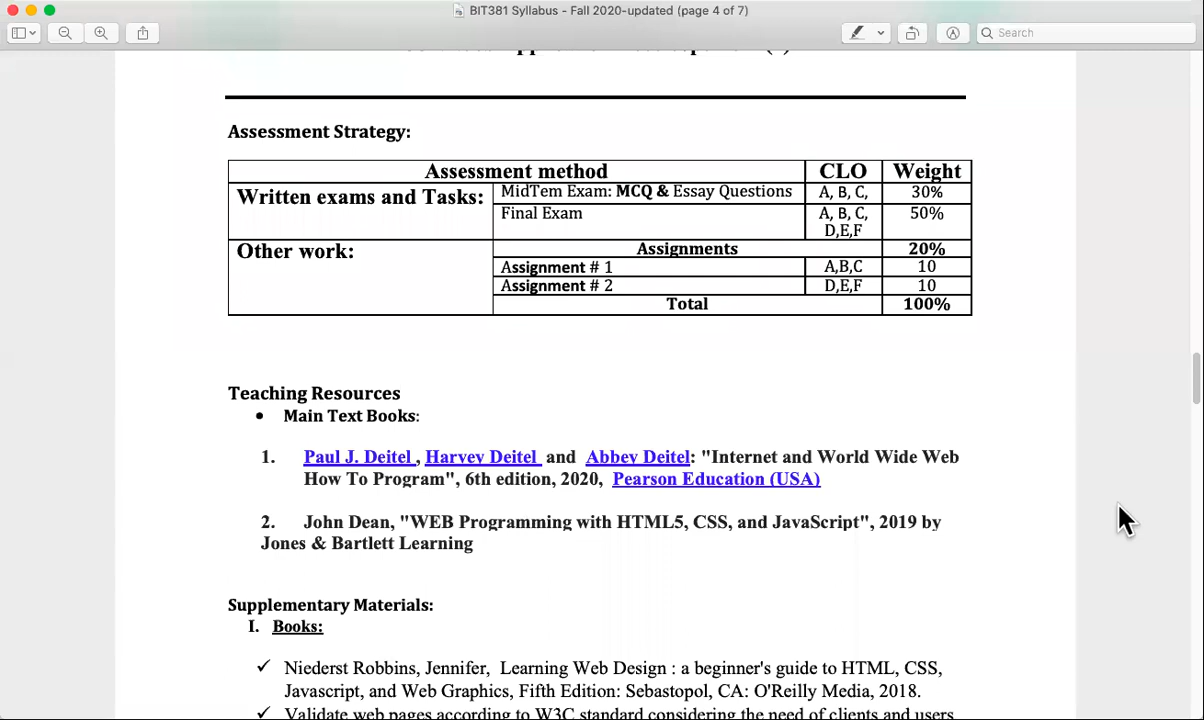 BIT381 Syllabus - Fall 2020-updated (page 4 of 7)
Search
Assessment Strategy:
Assessment method CLO Weight
Written exams and Tasks: MidTem Exam: MCQ & Essay Questions A, B, C, 30%
Final Exam A, B, C, 50%
D,E,F
Other work: Assignments 20%
Assignment # 1 A,B,C 10
Assignment # 2 D,E,F 10
Total 100%
Teaching Resources
• Main Text Books:
1. Paul J. Deitel , Harvey Deitel and Abbey Deitel: "Internet and World Wide Web
How To Program", 6th edition, 2020, Pearson Education (USA)
2. John Dean, "WEB Programming with HTML5, CSS, and JavaScript", 2019 by
Jones & Bartlett Learning
Supplementary Materials:
I. Books:
✓ Niederst Robbins, Jennifer, Learning Web Design : a beginner's guide to HTML, CSS,
Javascript, and Web Graphics, Fifth Edition: Sebastopol, CA: O'Reilly Media, 2018.
✓ Validate web pages according to W3C standard considering the need of clients and users